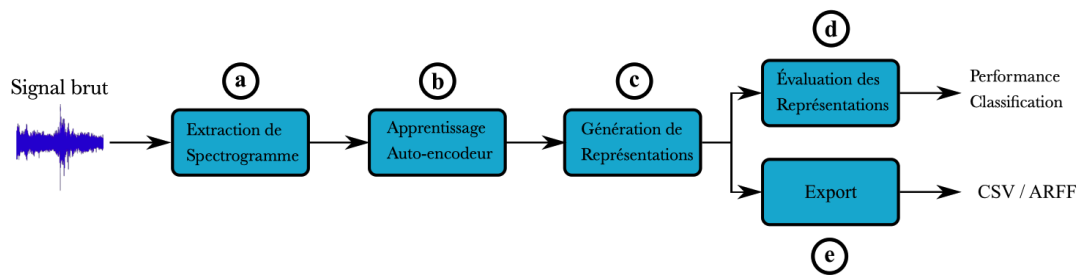 Signal brut
a
Extraction de
Spectrogramme
b
Apprentissage
Auto-encodeur
c
Génération de
Représentations
d
Évaluation des
Représentations
Performance
Classification
Export
CSV / ARFF
e